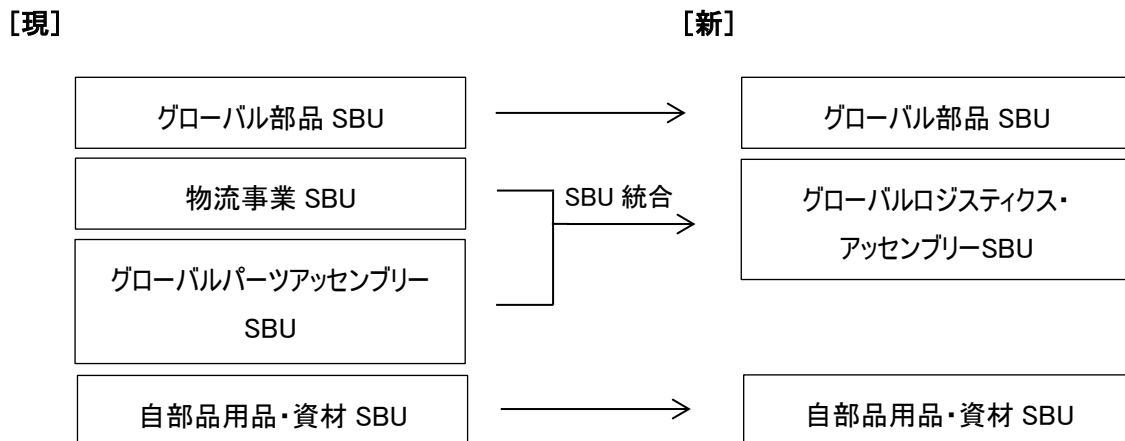 [現]
[新]
グローバル部品 SBU
グローバル部品 SBU
物流事業 SBU
SBU 統合
グローバルロジスティクス・
アッセンブリーSBU
グローバルパーツアッセンブリー
SBU
自部品用品・資材 SBU
自部品用品・資材 SBU